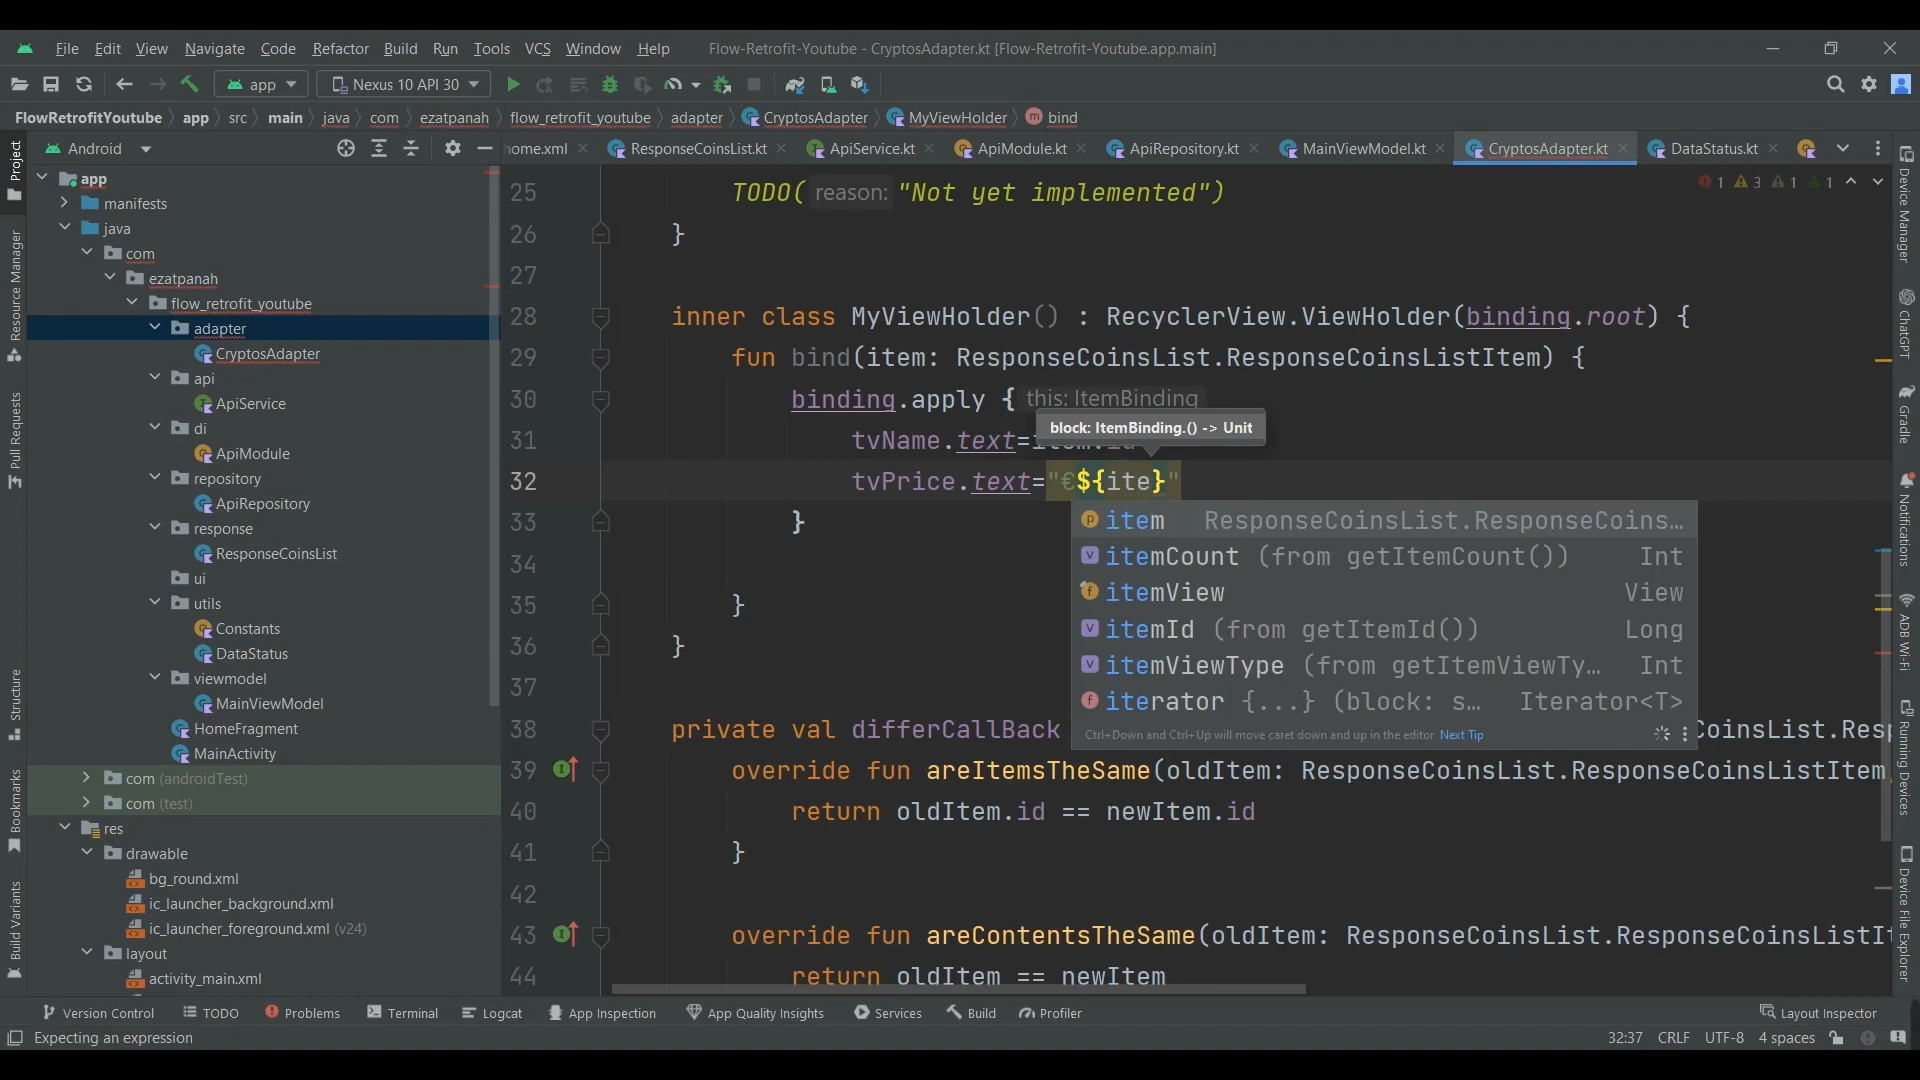 File Edit View Navigate Code Refactor Build Run Tools VCS Window Help Flow-Retrofit-Youtube - CryptosAdapter.kt [Flow-Retrofit-Youtube.app.main]
app Nexus 10 API 30
FlowRetrofitYoutube app src main java com ezatpanah flow_retrofit_youtube adapter CryptosAdapter MyViewHolder bind
Android
ome.xml ResponseCoinsList.kt ApiService.kt ApiModule.kt ApiRepository.kt MainViewModel.kt CryptosAdapter.kt DataStatus.kt
Project
Resource Manager
Pull Requests
Structure
Bookmarks
Build Variants
app
manifests
java
com
ezatpanah
flow_retrofit_youtube
adapter
CryptosAdapter
api
ApiService
di
ApiModule
repository
ApiRepository
response
ResponseCoinsList
ui
utils
Constants
DataStatus
viewmodel
MainViewModel
HomeFragment
MainActivity
com (androidTest)
com (test)
res
drawable
bg_round.xml
ic_launcher_background.xml
ic_launcher_foreground.xml (v24)
layout
activity_main.xml
1 3 1 1
25 TODO( reason: "Not yet implemented")
26 }
27
28 inner class MyViewHolder() : RecyclerView.ViewHolder(binding.root) {
29 fun bind(item: ResponseCoinsList.ResponseCoinsListItem) {
30 binding.apply { this: ItemBinding
block: ItemBinding.() -> Unit
31 tvName.text=item.id
32 tvPrice.text="€${ite}"
33 }
34
35 }
36 }
37
38 private val differCallBack CoinsList.Resp
39 override fun areItemsTheSame(oldItem: ResponseCoinsList.ResponseCoinsListItem
40 return oldItem.id == newItem.id
41 }
42
43 override fun areContentsTheSame(oldItem: ResponseCoinsList.ResponseCoinsListIt
44 return oldItem == newItem
item ResponseCoinsList.ResponseCoins…
itemCount (from getItemCount()) Int
itemView View
itemId (from getItemId()) Long
itemViewType (from getItemViewTy… Int
iterator {...} (block: s… Iterator<T>
Ctrl+Down and Ctrl+Up will move caret down and up in the editor Next Tip
Device Manager
ChatGPT
Gradle
Notifications
ADB Wi-Fi
Running Devices
Device File Explorer
Version Control TODO Problems Terminal Logcat App Inspection App Quality Insights Services Build Profiler Layout Inspector
Expecting an expression 32:37 CRLF UTF-8 4 spaces